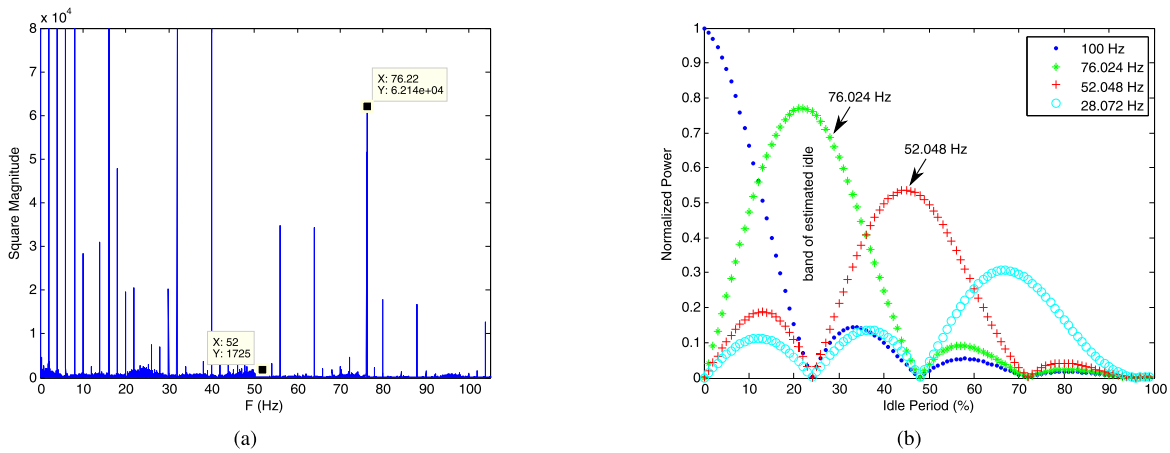 8 x 10⁴
7
6
5
4
3
2
1
0
0 10 20 30 40 50 60 70 80 90 100
Square Magnitude
F (Hz)
X: 76.22
Y: 6.214e+04
X: 52
Y: 1725
(a)
1
0.9
0.8
0.7
0.6
0.5
0.4
0.3
0.2
0.1
0
0 10 20 30 40 50 60 70 80 90 100
Normalized Power
Idle Period (%)
100 Hz
76.024 Hz
52.048 Hz
28.072 Hz
76.024 Hz
52.048 Hz
band of estimated idle
(b)